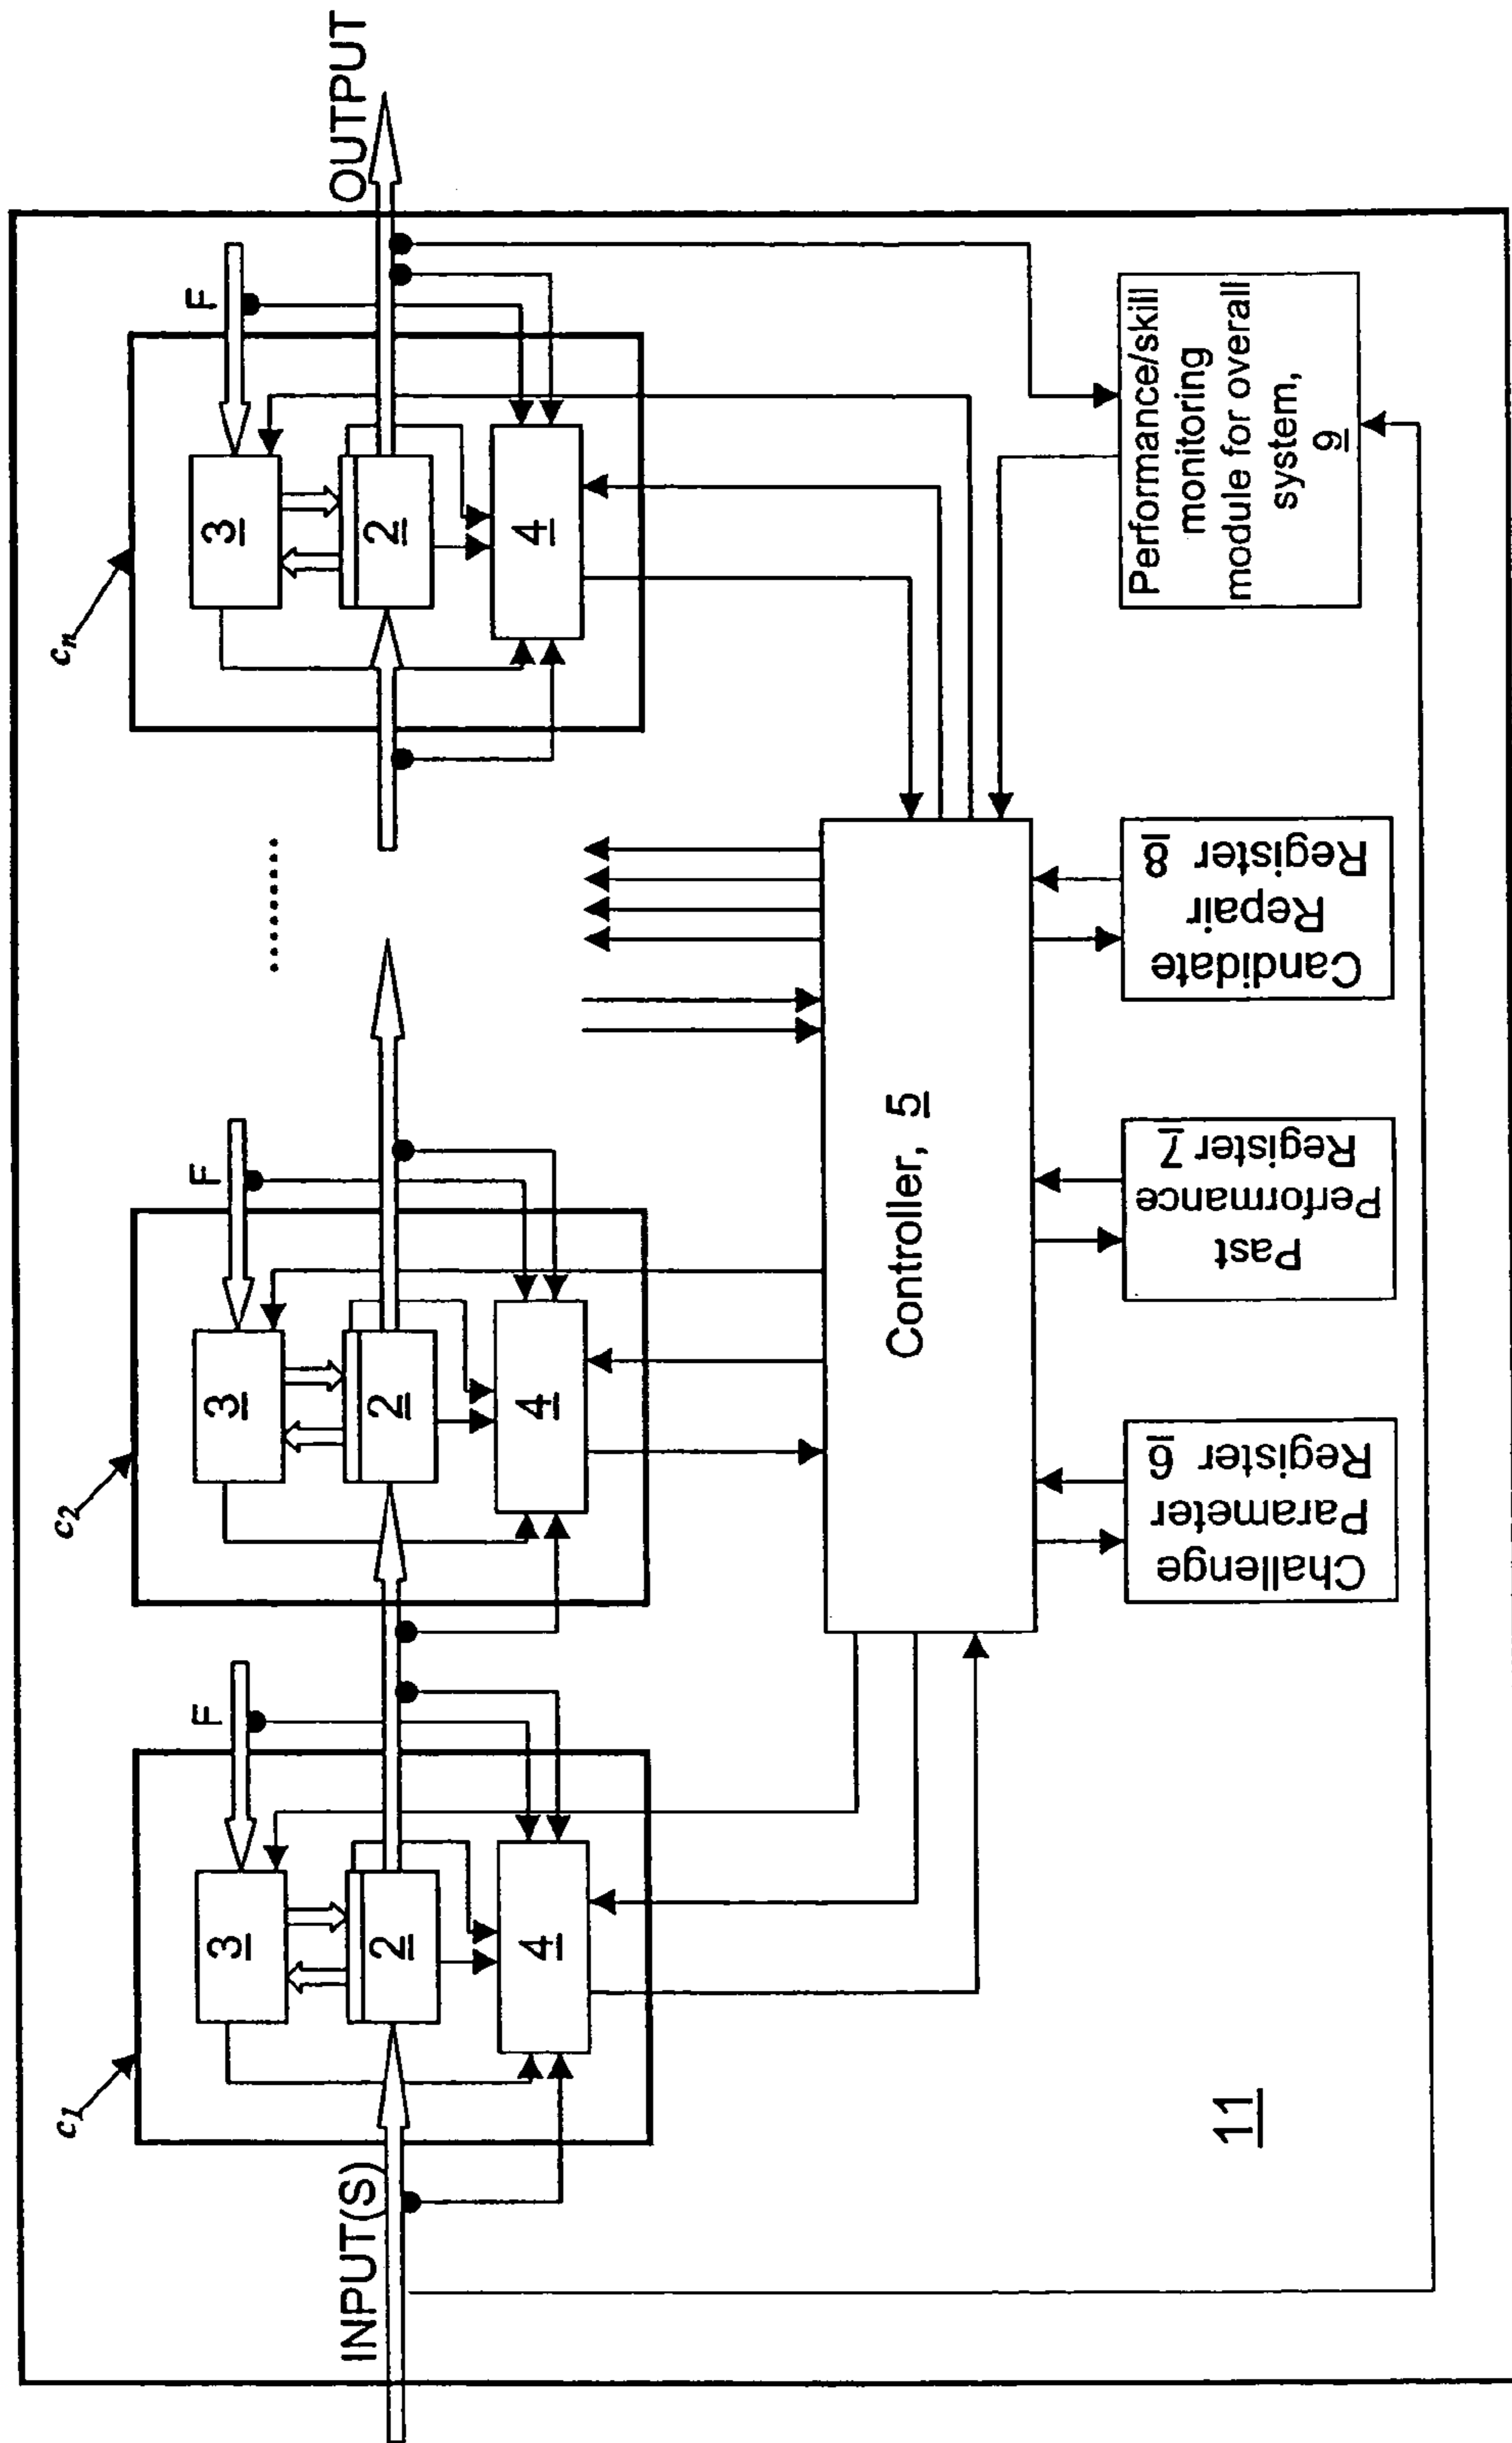 c1
c2
cn
F
F
F
3
3
3
INPUT(S)
2
2
.........
2
OUTPUT
4
4
4
Controller, 5
Challenge
Parameter
Register 6
Past
Performance
Register 7
Candidate
Repair
Register 8
Performance/skill
monitoring
module for overall
system,
9
11